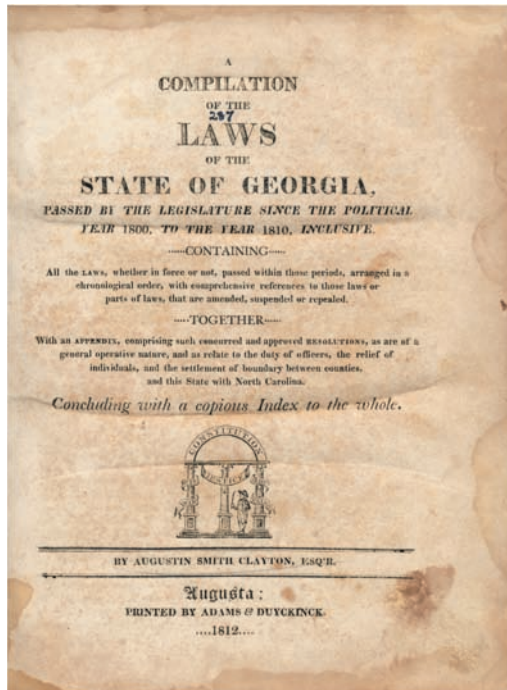 A
COMPILATION
OF THE
237
LAWS
OF THE
STATE OF GEORGIA,
PASSED BY THE LEGISLATURE SINCE THE POLITICAL
YEAR 1800, TO THE YEAR 1810, INCLUSIVE.
······CONTAINING······
All the LAWS, whether in force or not, passed within those periods, arranged in a
chronological order, with comprehensive references to those laws or
parts of laws, that are amended, suspended or repealed.
·····TOGETHER······
With an APPENDIX, comprising such concurred and approved RESOLUTIONS, as are of a
general operative nature, and as relate to the duty of officers, the relief of
individuals, and the settlement of boundary between counties,
and this State with North Carolina.
Concluding with a copious Index to the whole.
CONSTITUTION
JUSTICE
BY AUGUSTIN SMITH CLAYTON, ESQ'R.
Augusta:
PRINTED BY ADAMS & DUYCKINCK.
....1812....